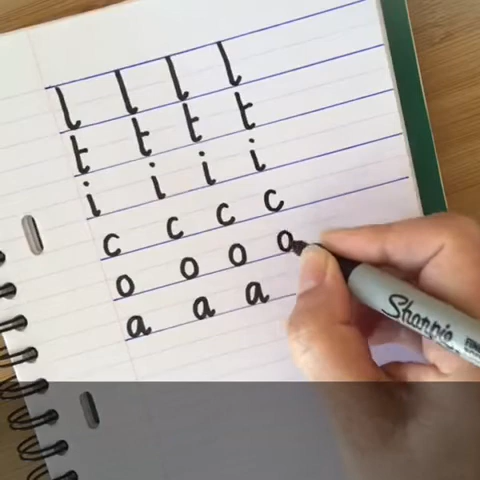 l l l l
t t t t
i i i i
c c c c
o o o o
a a a
Sharpie